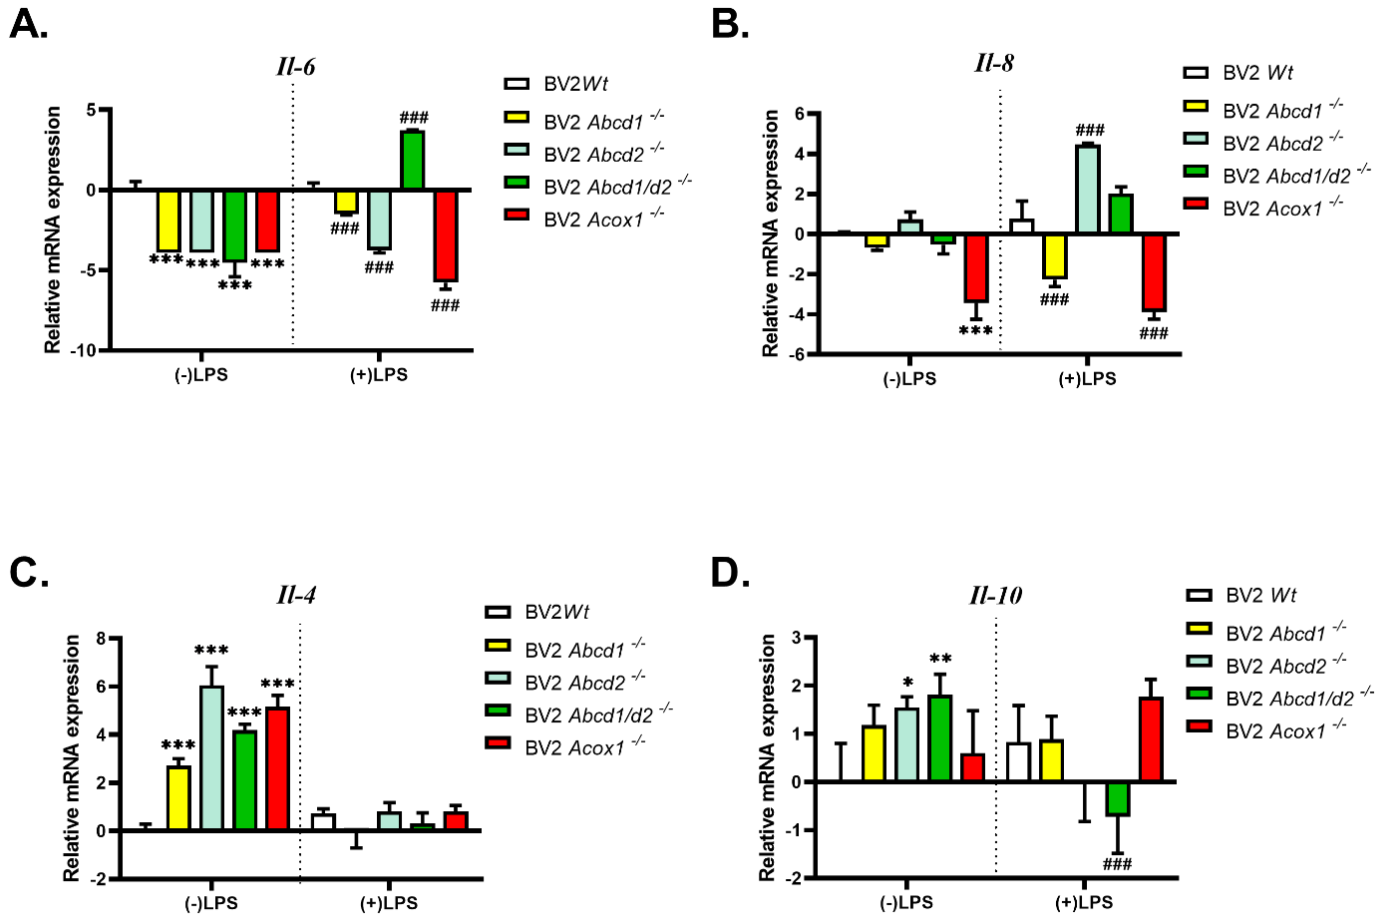 A.
Il-6
Relative mRNA expression
5
0
-5
-10
***
***
***
***
###
###
###
###
(-)LPS
(+)LPS
BV2Wt
BV2 Abcd1 -/-
BV2 Abcd2 -/-
BV2 Abcd1/d2 -/-
BV2 Acox1 -/-
B.
Il-8
Relative mRNA expression
6
4
2
0
-2
-4
-6
***
###
###
###
(-)LPS
(+)LPS
BV2 Wt
BV2 Abcd1 -/-
BV2 Abcd2 -/-
BV2 Abcd1/d2 -/-
BV2 Acox1 -/-
C.
Il-4
Relative mRNA expression
8
6
4
2
0
-2
***
***
***
***
(-)LPS
(+)LPS
BV2Wt
BV2 Abcd1 -/-
BV2 Abcd2 -/-
BV2 Abcd1/d2 -/-
BV2 Acox1 -/-
D.
Il-10
Relative mRNA expression
3
2
1
0
-1
-2
*
**
###
(-)LPS
(+)LPS
BV2 Wt
BV2 Abcd1 -/-
BV2 Abcd2 -/-
BV2 Abcd1/d2 -/-
BV2 Acox1 -/-